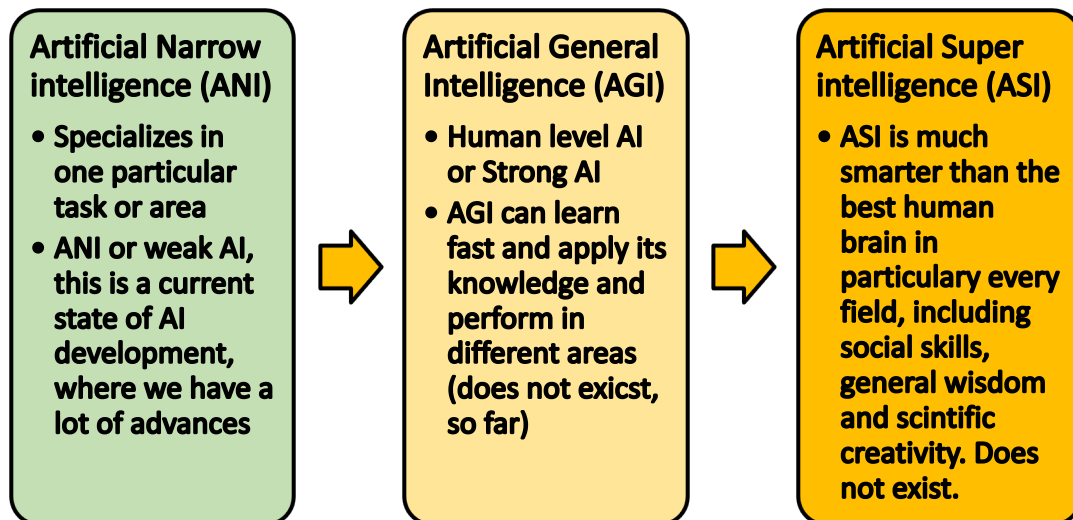 Artificial Narrow
intelligence (ANI)
• Specializes in
one particular
task or area
• ANI or weak AI,
this is a current
state of AI
development,
where we have a
lot of advances
Artificial General
Intelligence (AGI)
• Human level AI
or Strong AI
• AGI can learn
fast and apply its
knowledge and
perform in
different areas
(does not exicst,
so far)
Artificial Super
intelligence (ASI)
• ASI is much
smarter than the
best human
brain in
particulary every
field, including
social skills,
general wisdom
and scintific
creativity. Does
not exist.